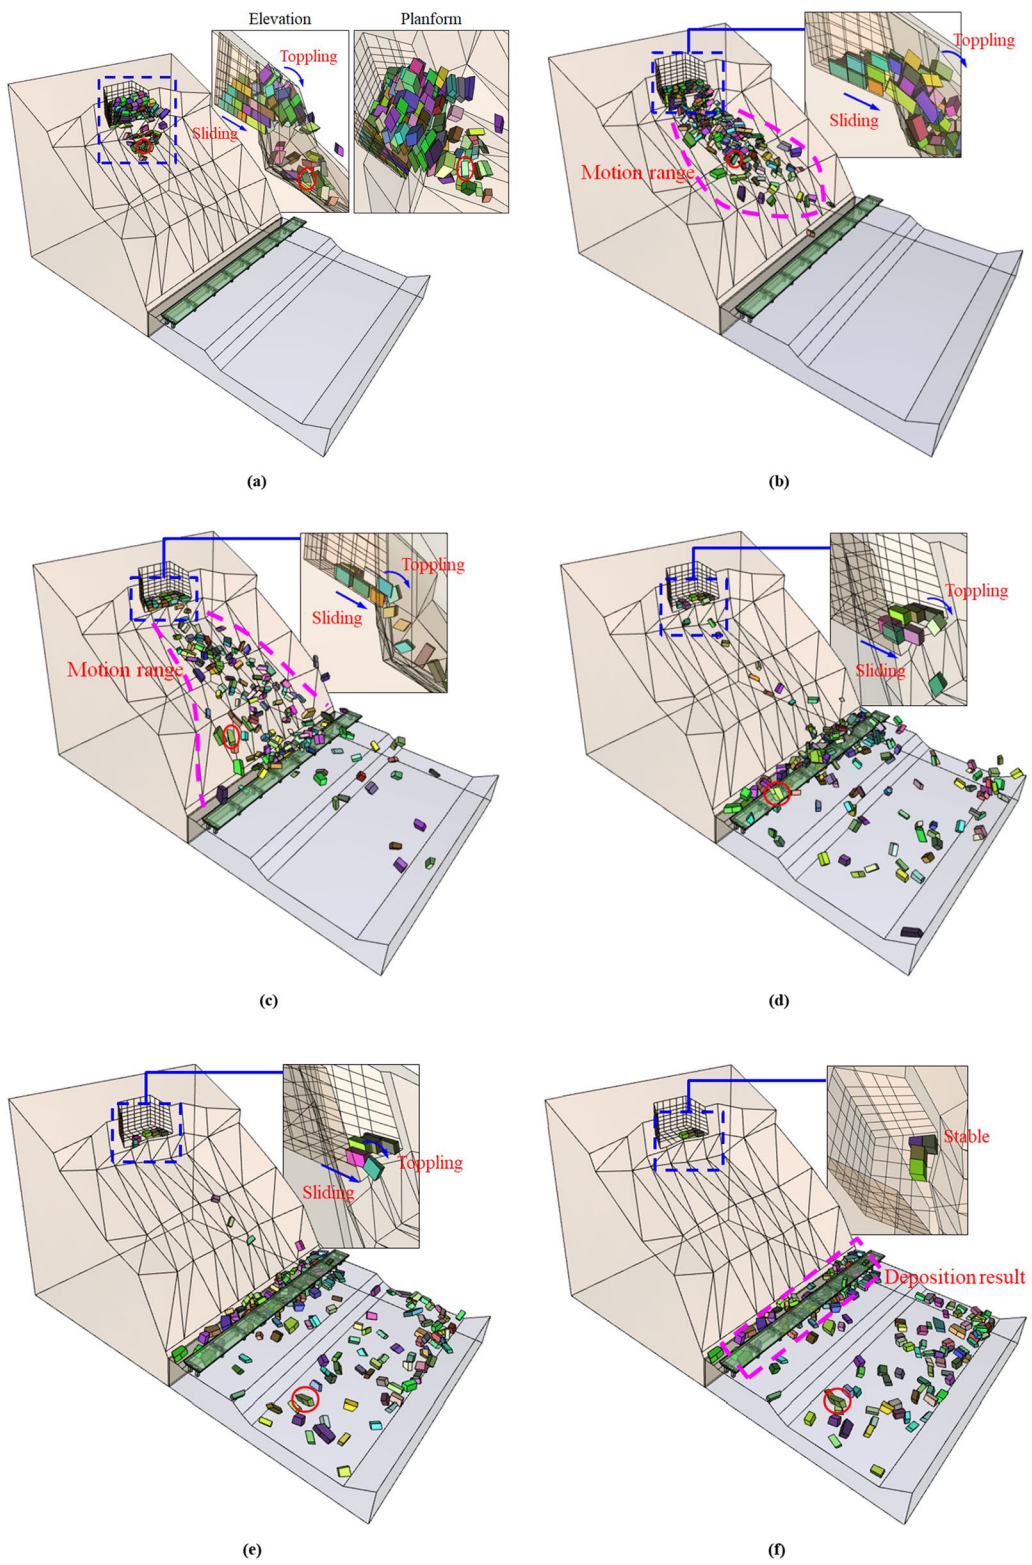 Elevation
Planform
Toppling
Sliding
(a)
Toppling
Sliding
Motion range
(b)
Toppling
Sliding
Motion range
(c)
Toppling
Sliding
(d)
Toppling
Sliding
(e)
Stable
Deposition result
(f)